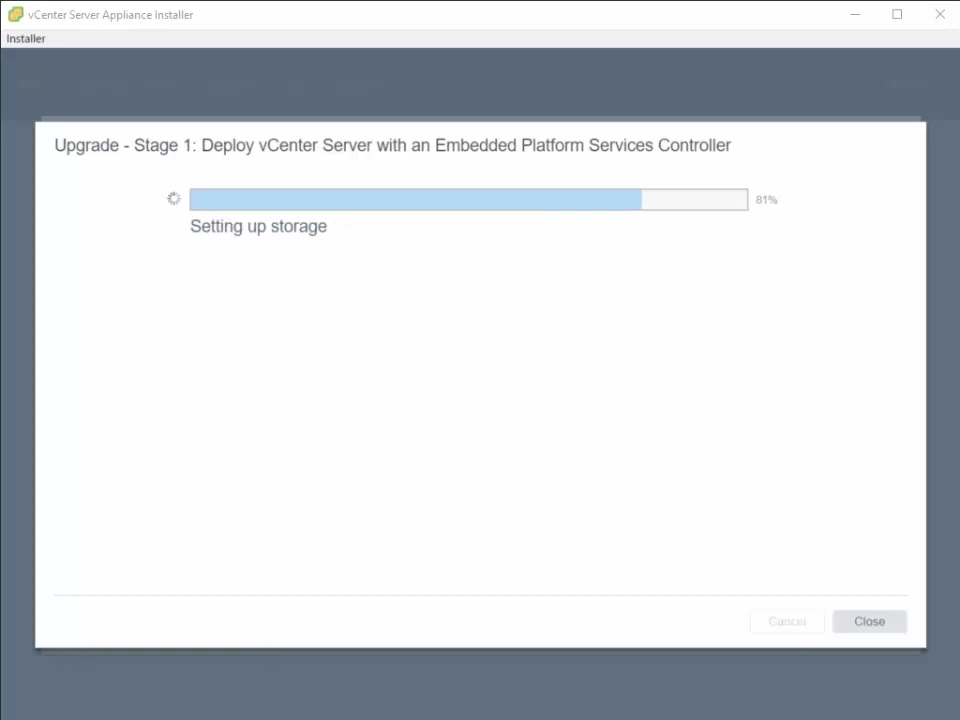 vCenter Server Appliance Installer
Installer
Upgrade - Stage 1: Deploy vCenter Server with an Embedded Platform Services Controller
81%
Setting up storage
Cancel
Close